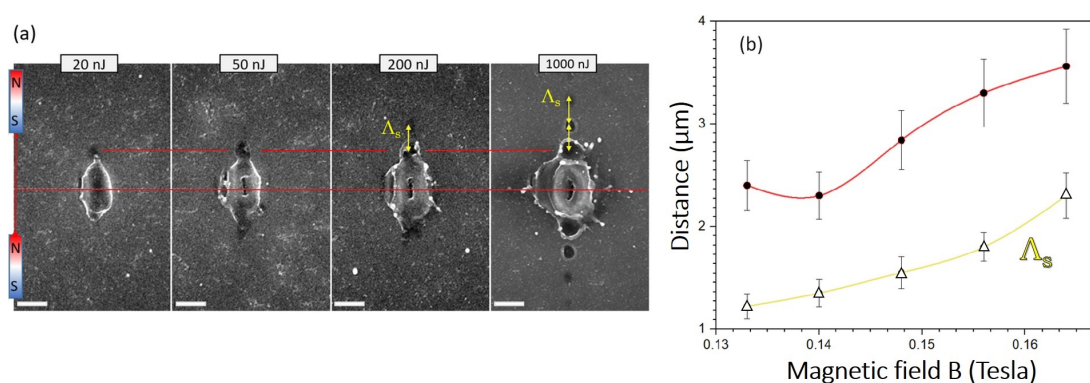 (a)
20 nJ
50 nJ
200 nJ
1000 nJ
N
S
N
S
Λs
Λs
(b)
Distance (μm)
4
3
2
1
0.13
0.14
0.15
0.16
Λs
Magnetic field B (Tesla)